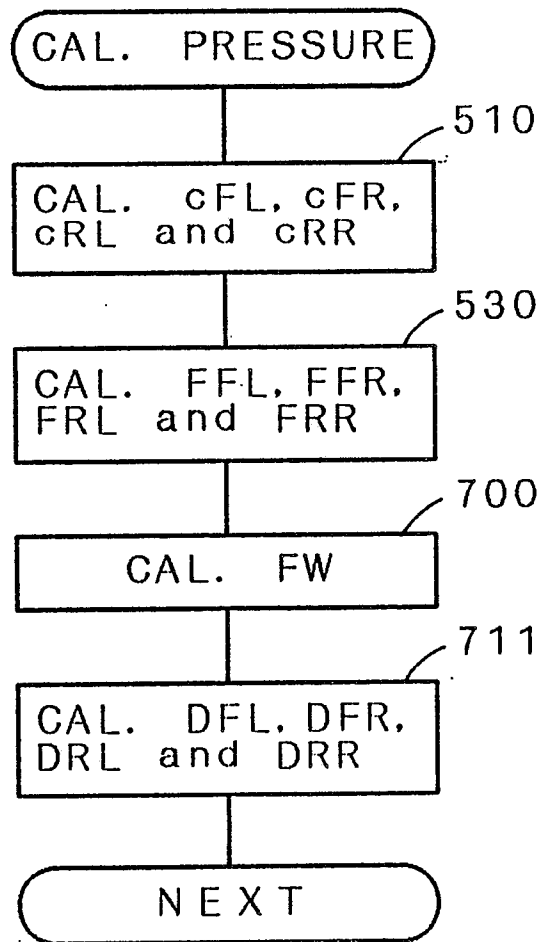 CAL. PRESSURE
510
CAL. cFL, cFR,
cRL and cRR
530
CAL. FFL, FFR,
FRL and FRR
700
CAL. FW
711
CAL. DFL, DFR,
DRL and DRR
NEXT